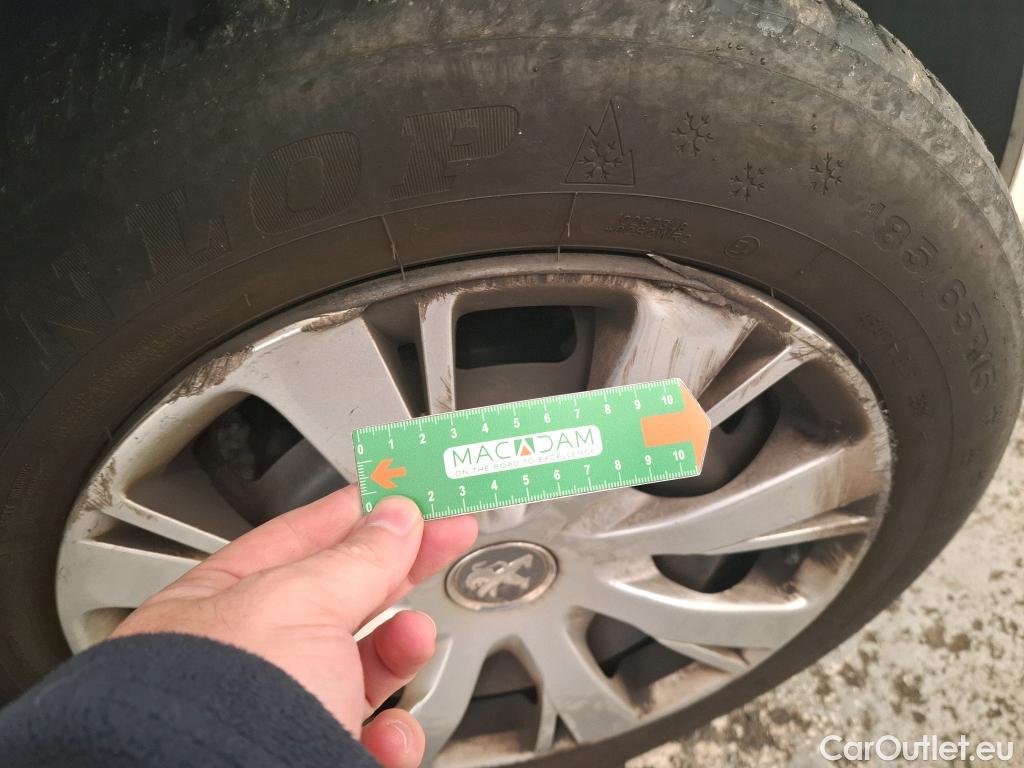 DUNLOP
185/65R15
0 1 2 3 4 5 6 7 8 9 10
MACADAM
ON THE ROAD TO EXCELLENCE
0 2 3 4 5 6 7 8 9 10
CarOutlet.eu